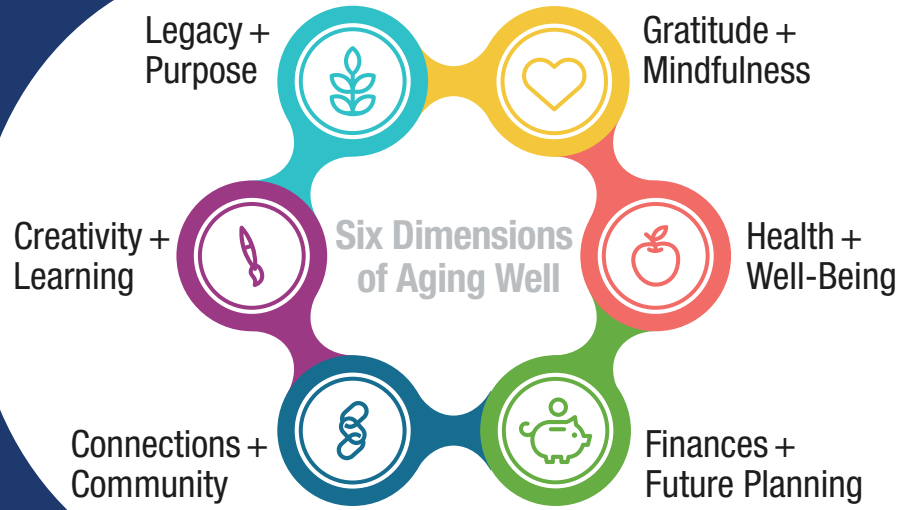 Legacy +
Purpose
Gratitude +
Mindfulness
Creativity +
Learning
Six Dimensions
of Aging Well
Health +
Well-Being
Connections +
Community
Finances +
Future Planning